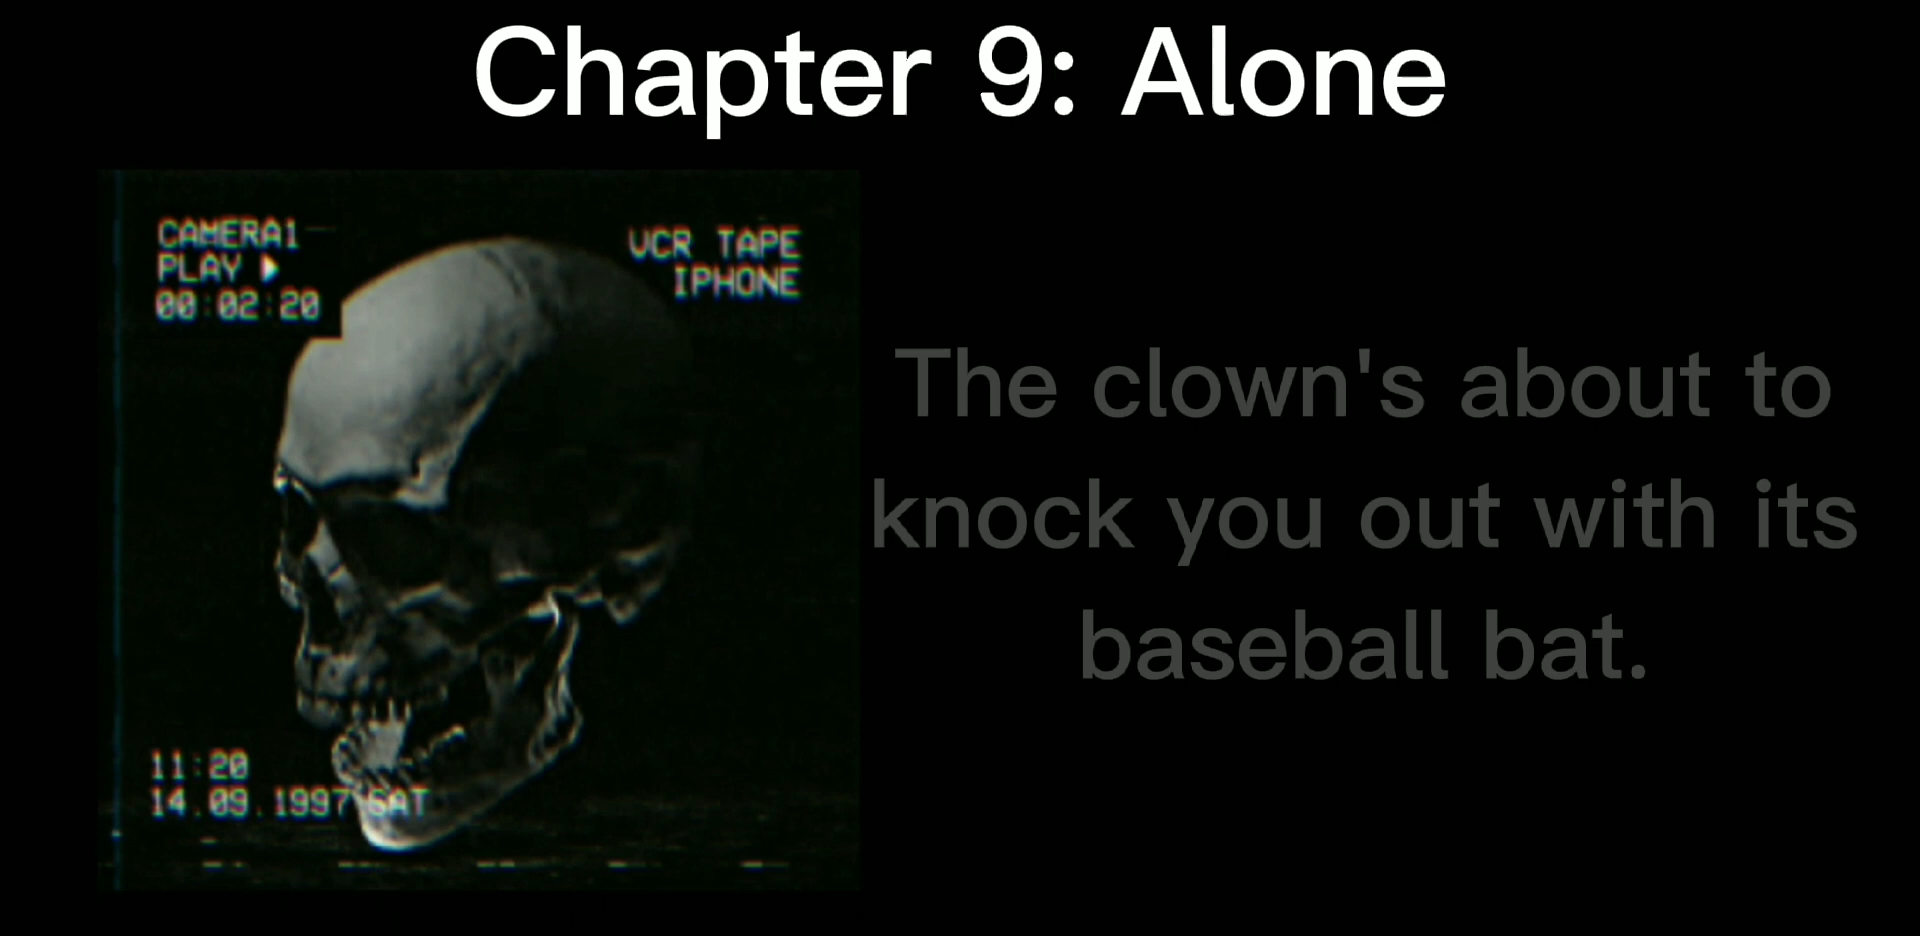 Chapter 9: Alone
CAMERA1
PLAY
00:02:20
VCR TAPE
IPHONE
The clown's about to
knock you out with its
baseball bat.
11:20
14.09.1997 SAT